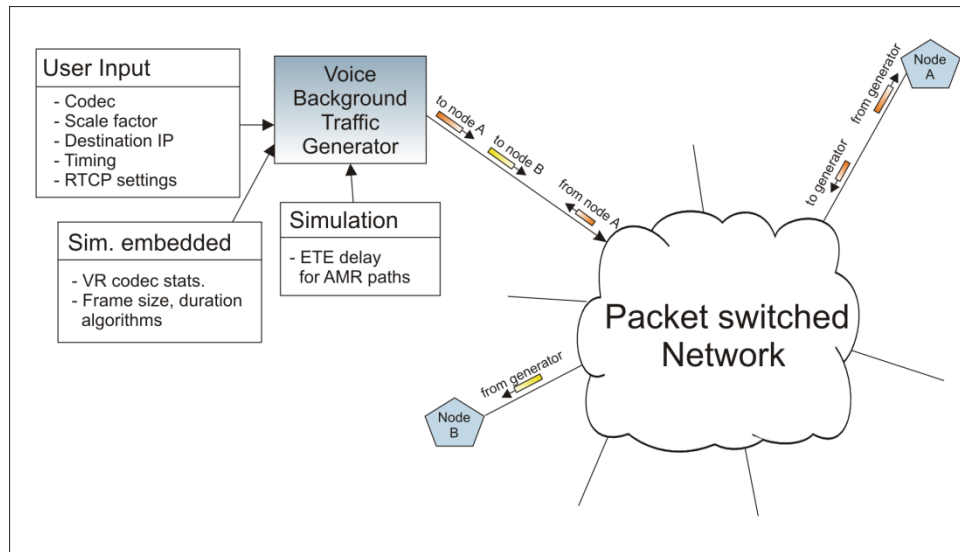 User Input
- Codec
- Scale factor
- Destination IP
- Timing
- RTCP settings
Voice
Background
Traffic
Generator
Sim. embedded
- VR codec stats.
- Frame size, duration
algorithms
Simulation
- ETE delay
for AMR paths
to node A
to node B
from node A
from generator
to generator
Node
A
Packet switched
Network
from generator
Node
B